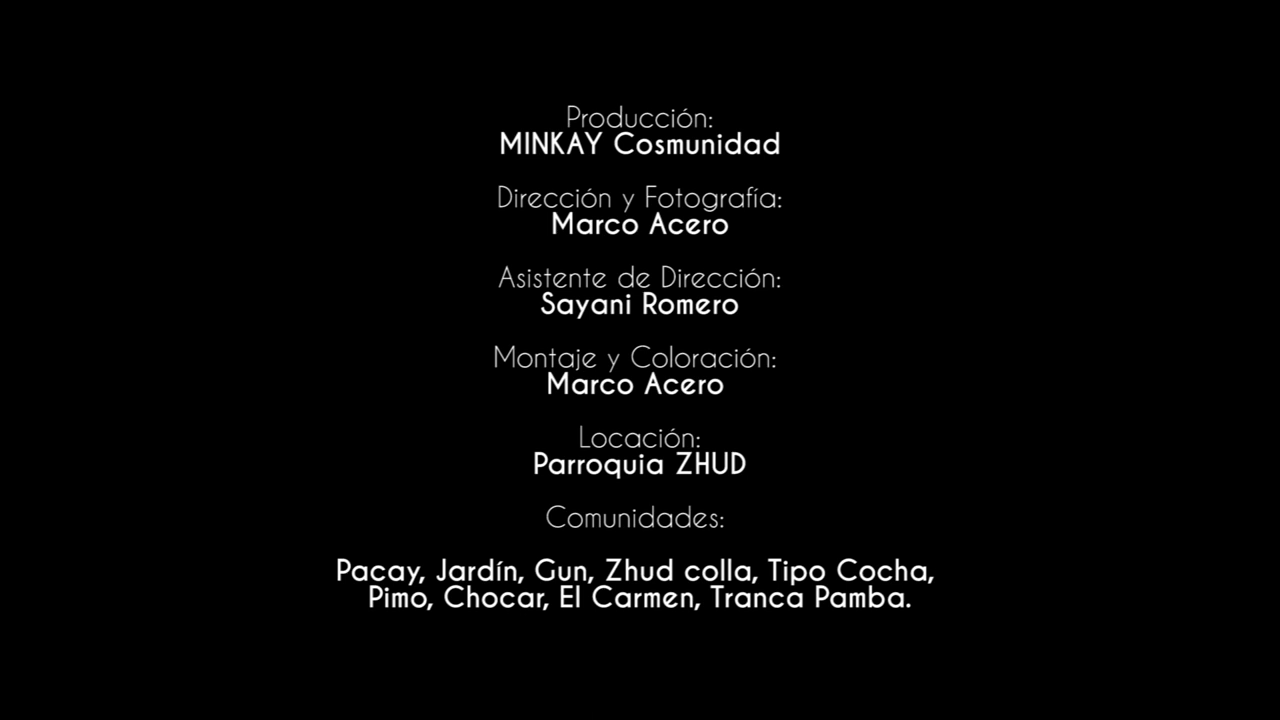 Producción:
MINKAY Cosmunidad
Dirección y Fotografía:
Marco Acero
Asistente de Dirección:
Sayani Romero
Montaje y Coloración:
Marco Acero
Locación:
Parroquia ZHUD
Comunidades:
Pacay, Jardín, Gun, Zhud colla, Tipo Cocha,
Pimo, Chocar, El Carmen, Tranca Pamba.